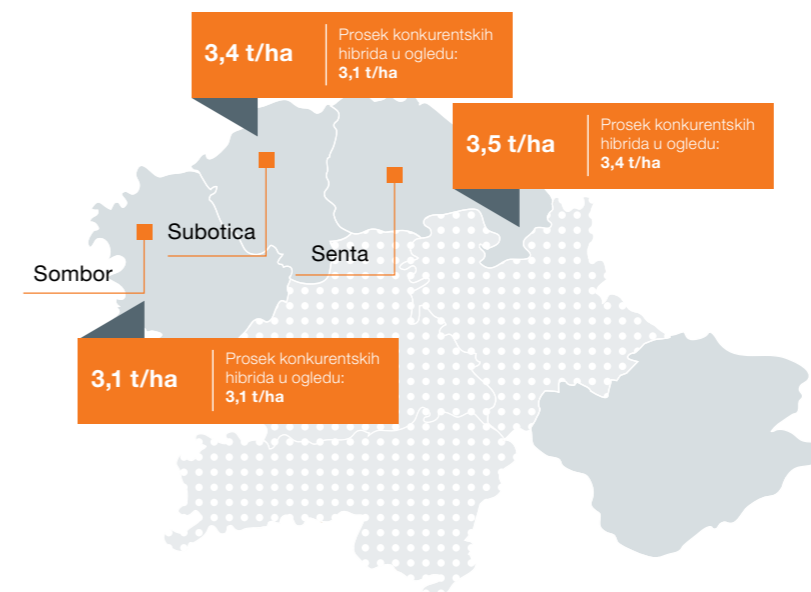 3,4 t/ha
Prosek konkurentskih
hibrida u ogledu:
3,1 t/ha
3,5 t/ha
Prosek konkurentskih
hibrida u ogledu:
3,4 t/ha
Subotica
Senta
Sombor
3,1 t/ha
Prosek konkurentskih
hibrida u ogledu:
3,1 t/ha